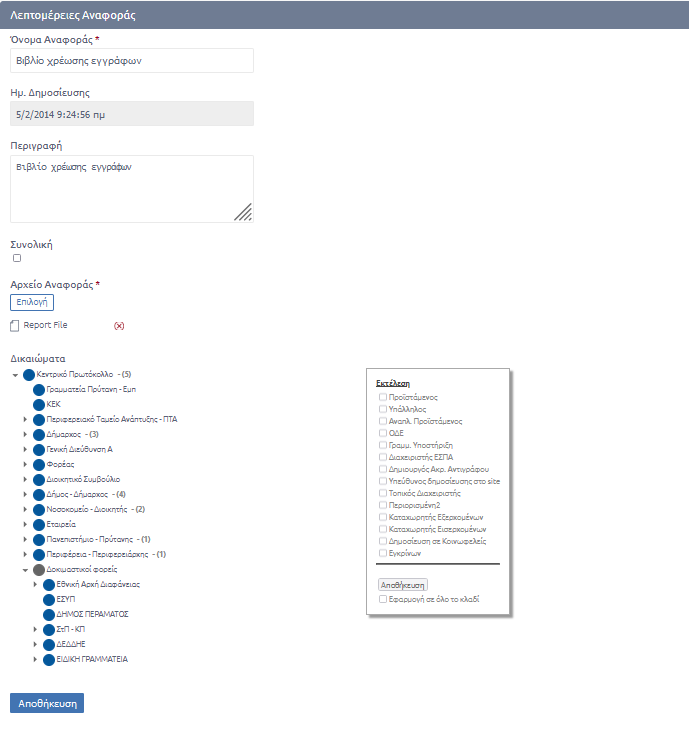 Λεπτομέρειες Αναφοράς
Όνομα Αναφοράς *
Βιβλίο χρέωσης εγγράφων
Ημ. Δημοσίευσης
5/2/2014 9:24:56 πμ
Περιγραφή
Βιβλίο χρέωσης εγγράφων
Συνολική
Αρχείο Αναφοράς *
Επιλογή
Report File
Δικαιώματα
Κεντρικό Πρωτόκολλο - (3)
Γραμματεία Πρύτανη - Εμπ
ΚΕΚ
Περιφερειακό Ταμείο Ανάπτυξης - ΠΤΑ
Δήμαρχος - (3)
Γενική Διεύθυνση Α
Φορέας
Διοικητικό Συμβούλιο
Δήμος - Δήμαρχος - (4)
Νοσοκομείο - Διοικητής - (2)
Εταιρεία
Πανεπιστήμιο - Πρύτανης - (1)
Περιφέρεια - Περιφερειάρχης - (1)
Δοκιμαστικοί φορείς
Εθνική Αρχή Διαφάνειας
ΕΣΥΠ
ΔΗΜΟΣ ΠΕΡΑΜΑΤΟΣ
ΣτΠ - ΚΠ
ΔΕΔΔΗΕ
ΕΙΔΙΚΗ ΓΡΑΜΜΑΤΕΙΑ
Εκτέλεση
Προϊστάμενος
Υπάλληλος
Αναπλ. Προϊστάμενος
ΟΔΕ
Γραμμ. Υποστήριξη
Διαχειριστής ΕΣΠΑ
Δημιουργός Ακρ. Αντιγράφου
Υπεύθυνος δημοσίευσης στο site
Τοπικός Διαχειριστής
Περιορισμένη2
Καταχωρητής Εξερχομένων
Καταχωρητής Εισερχομένων
Δημοσίευση σε Κοινωφελείς
Εγκρίνων
Αποθήκευση
Εφαρμογή σε όλο το κλαδί
Αποθήκευση